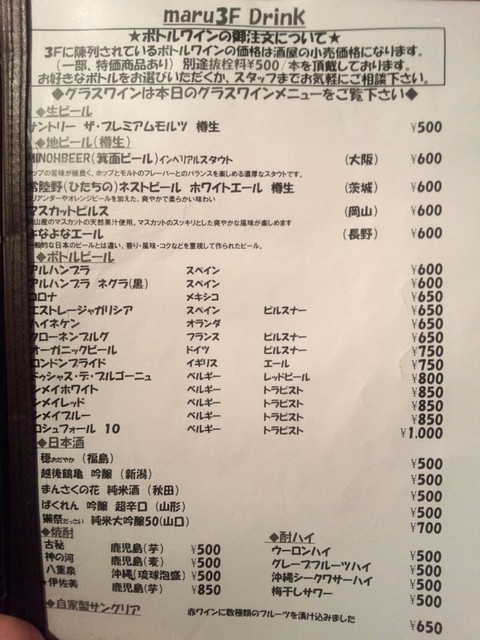 maru3F Drink
★ボトルワインの御注文について★
3Fに陳列されているボトルワインの価格は酒屋の小売価格になります。
(一部、特価商品あり) 別途抜栓料¥500/本を頂戴しております。
お好きなボトルをお選びいただくか、スタッフまでお気軽にご相談下さい。
◆グラスワインは本日のグラスワインメニューをご覧下さい◆
◆生ビール
サントリー ザ・プレミアムモルツ 樽生 ¥500
◆地ビール(樽生)
MINOHBEER(箕面ビール)インペリアルスタウト (大阪) ¥600
ップの苦味が程良く、ホップとモルトのフレーバーとのバランスを楽しめる濃厚なスタウトです。
常陸野(ひたちの)ネストビール ホワイトエール 樽生 (茨城) ¥600
リアンダーやオレンジピールを加えた、爽やかで柔らかい味わい
マスカットピルス (岡山) ¥600
山産のマスカットの天然果汁使用。マスカットのスッキリとした爽やかな風味が楽しめます
よなよなエール (長野) ¥600
一般的な日本のビールとは違い、香り・風味・コクなどを重視して作られたビール。
◆ボトルビール
アルハンブラ スペイン ¥600
アルハンブラ ネグラ(黒) スペイン ¥600
コロナ メキシコ ¥650
エストレージャガリシア スペイン ピルスナー ¥650
ハイネケン オランダ ¥650
クローネンブルグ フランス ピルスナー ¥650
オーガニックビール ドイツ ピルスナー ¥750
ロンドンプライド イギリス エール ¥750
ドゥシャス・デ・ブルゴーニュ ベルギー レッドビール ¥800
シメイホワイト ベルギー トラピスト ¥850
シメイレッド ベルギー トラピスト ¥850
シメイブルー ベルギー トラピスト ¥850
ロシュフォール 10 ベルギー トラピスト ¥1.000
◆日本酒
穏おだやか (福島) ¥500
越後鶴亀 吟醸 (新潟) ¥500
まんさくの花 純米酒 (秋田) ¥500
ばくれん 吟醸 超辛口 (山形) ¥500
獺祭だっさい 純米大吟醸50(山口) ¥700
◆焼酎 ◆酎ハイ
古秘 鹿児島(芋) ¥500 ウーロンハイ ¥500
神の河 鹿児島(麦) ¥500 グレープフルーツハイ ¥500
八重泉 沖縄(琉球泡盛) ¥500 沖縄シークワサーハイ ¥500
伊佐美 鹿児島(芋) ¥850 梅干しサワー ¥500
◆自家製サングリア 赤ワインに数種類のフルーツを漬け込みました ¥650